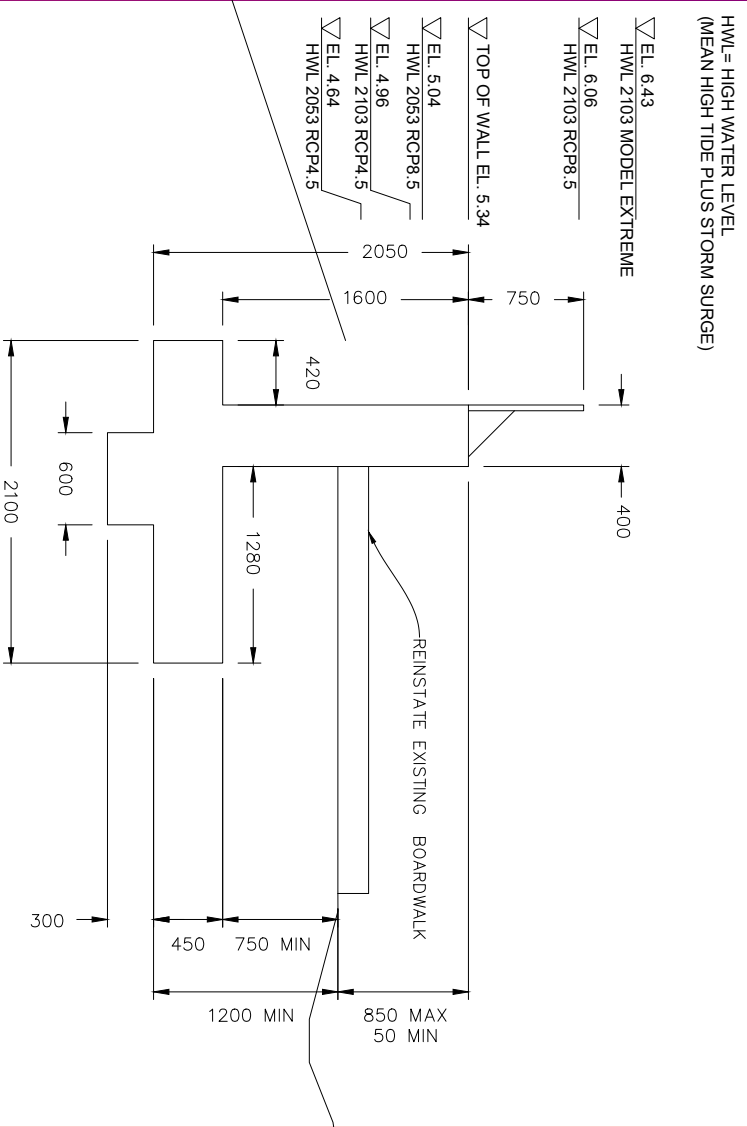 HWL= HIGH WATER LEVEL
(MEAN HIGH TIDE PLUS STORM SURGE)
EL. 6.43
HWL 2103 MODEL EXTREME
EL. 6.06
HWL 2103 RCP8.5
TOP OF WALL EL. 5.34
EL. 5.04
HWL 2053 RCP8.5
EL. 4.96
HWL 2103 RCP4.5
EL. 4.64
HWL 2053 RCP4.5
2050
1600
750
420
400
600
2100
1280
REINSTATE EXISTING BOARDWALK
300
450
750 MIN
1200 MIN
850 MAX
50 MIN